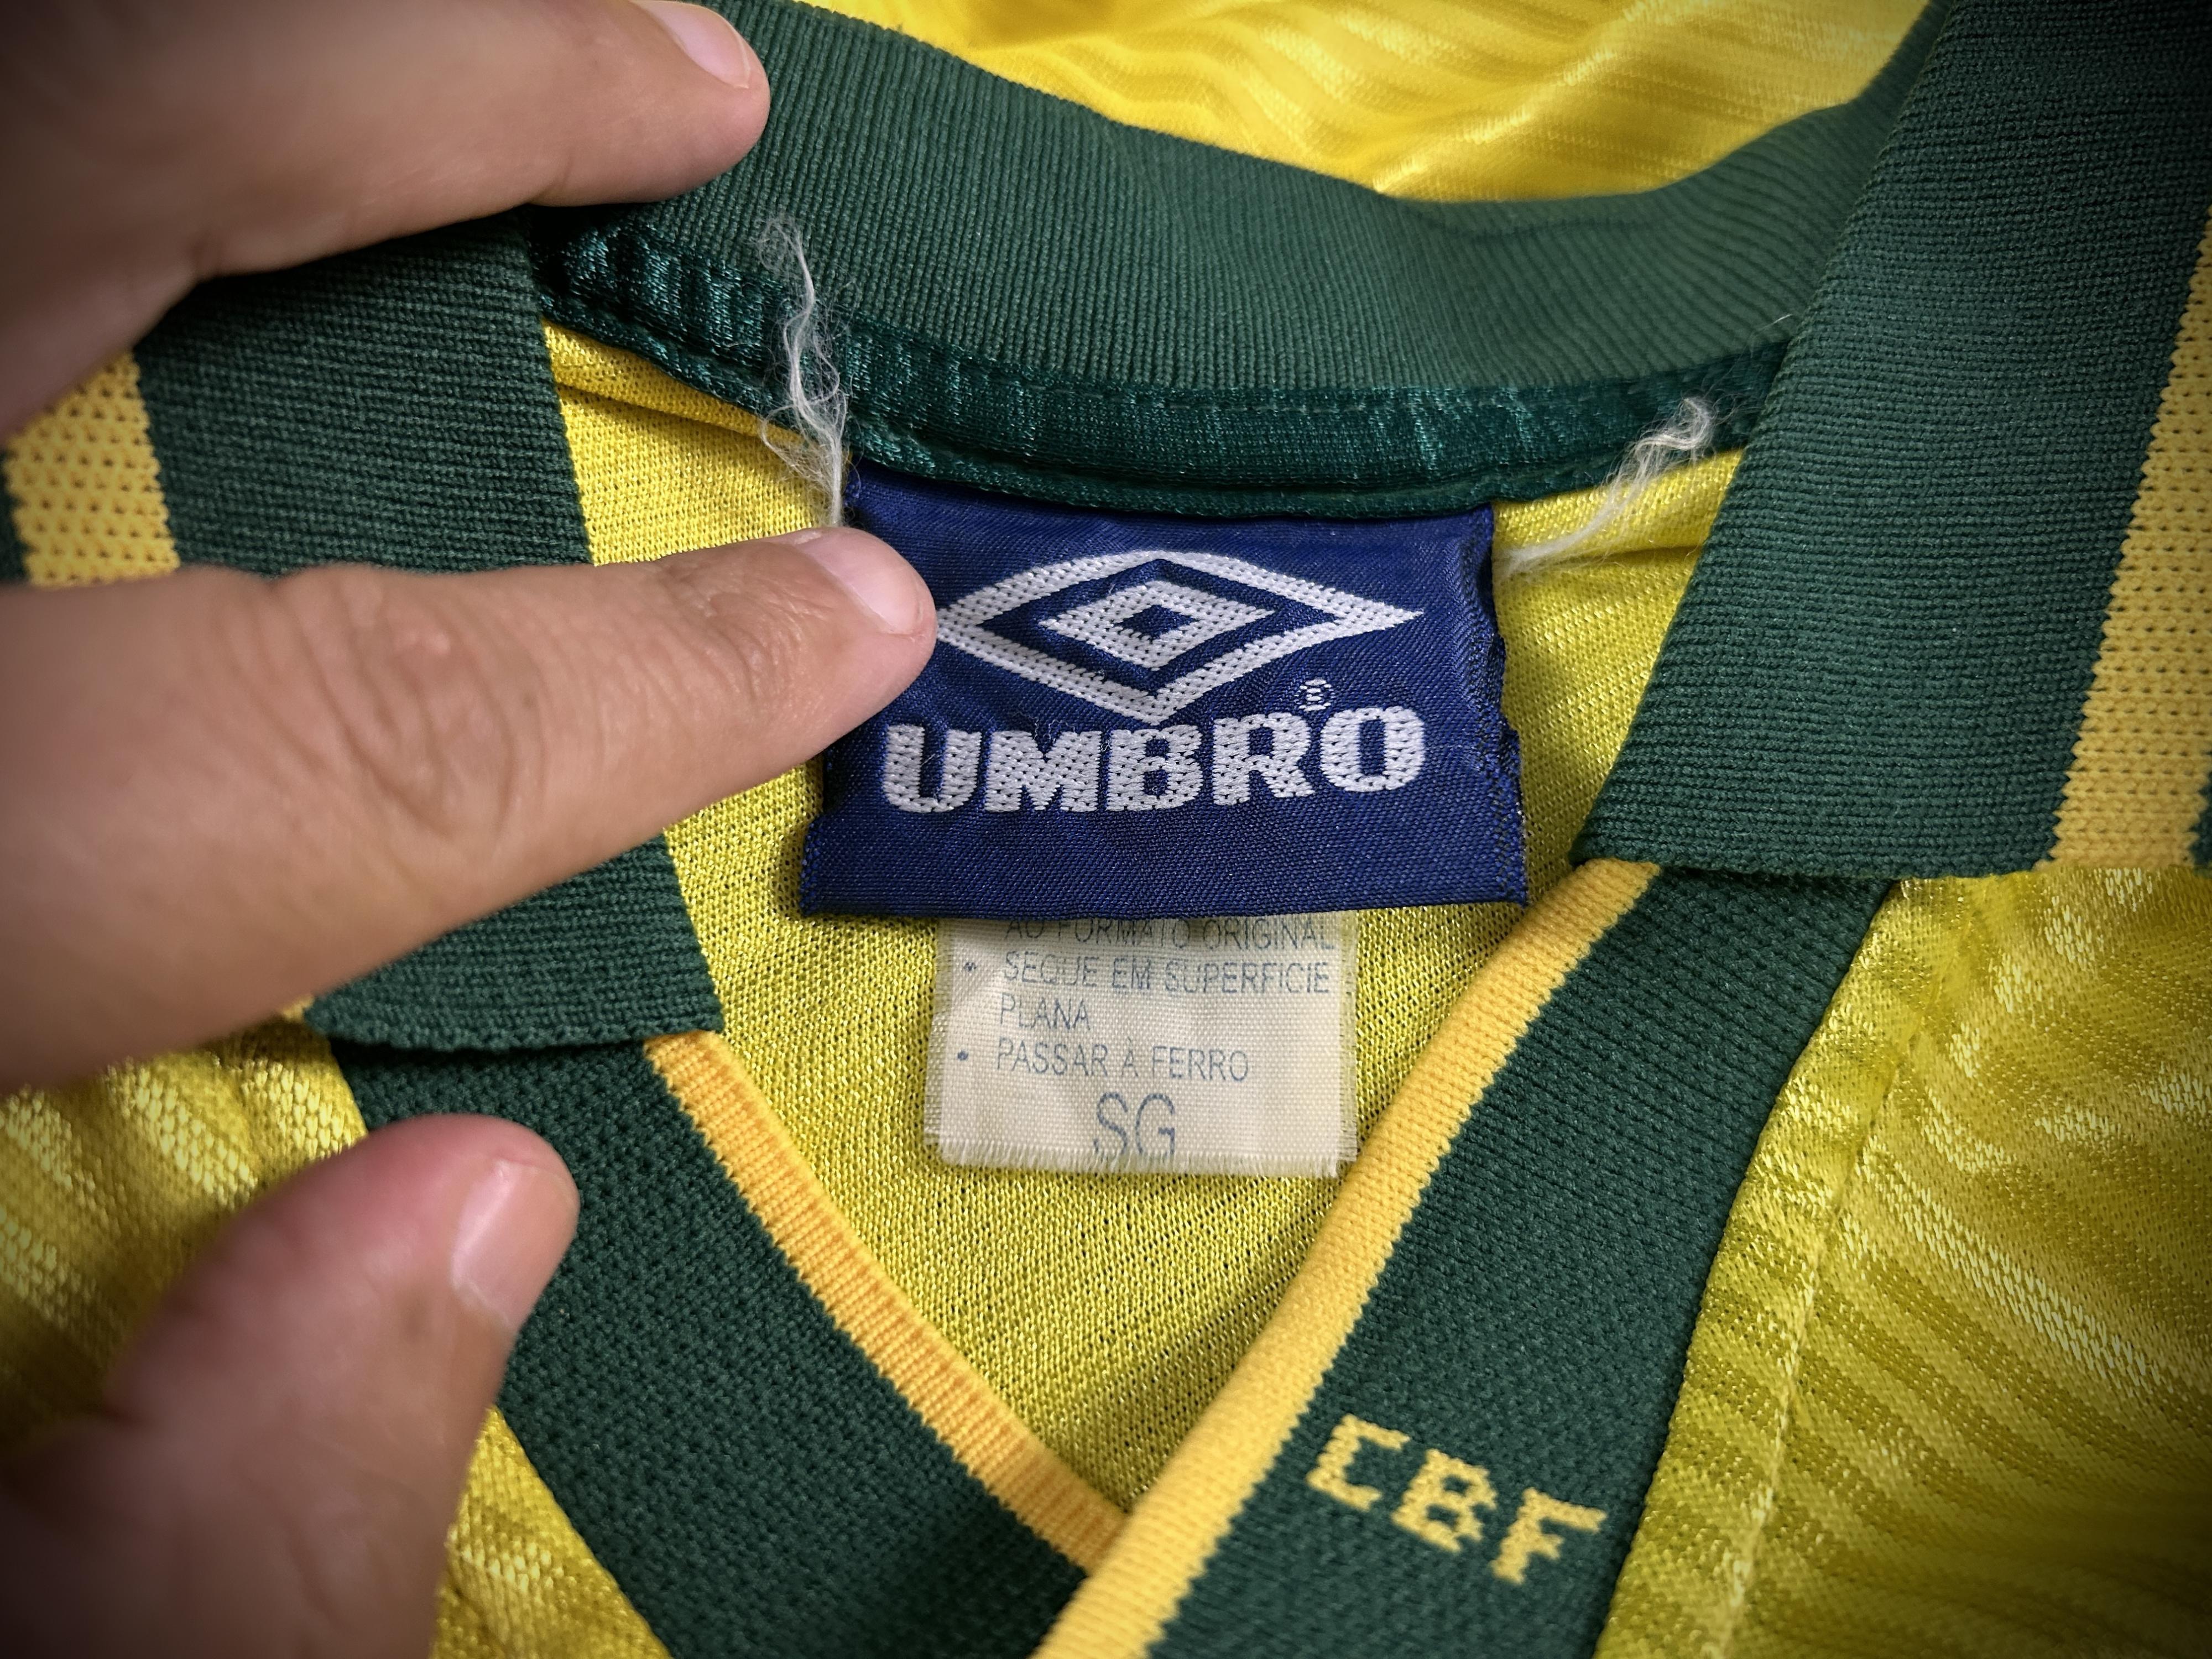 UMBRO®
AO FORMATO ORIGINAL
• SEQUE EM SUPERFICIE
PLANA
• PASSAR À FERRO
SG
CBF